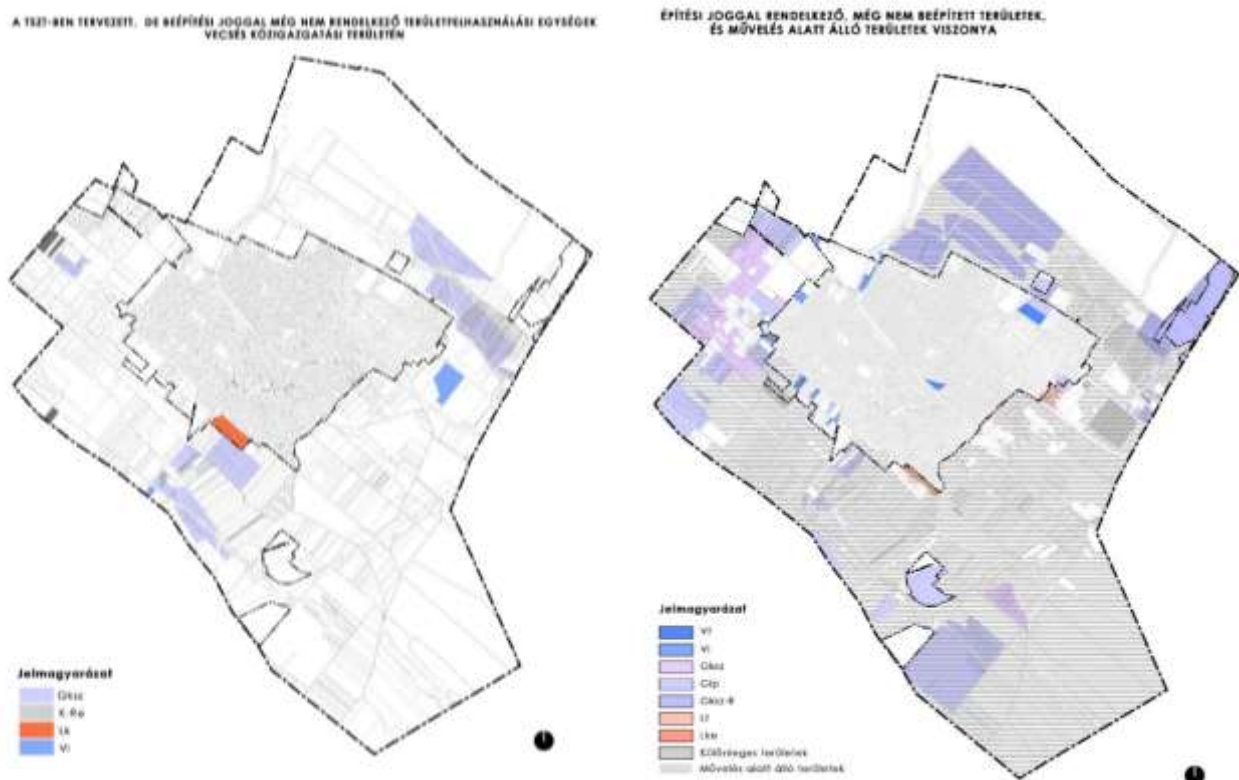 A TSZT-BEN TERVEZETT, DE BEÉPÍTÉSI JOGGAL MÉG NEM RENDELKEZŐ TERÜLETFELHASZNÁLÁSI EGYSÉGEK
VECSÉS KÖZIGAZGATÁSI TERÜLETÉN
Jelmagyarázat
Gksz
K-Re
Lk
Vi
ÉPÍTÉSI JOGGAL RENDELKEZŐ, MÉG NEM BEÉPÍTETT TERÜLETEK,
ÉS MŰVELÉS ALATT ÁLLÓ TERÜLETEK VISZONYA
Jelmagyarázat
Vt
Vi
Gksz
Gip
Gksz-R
Lf
Lke
Különleges területek
Művelés alatt álló területek